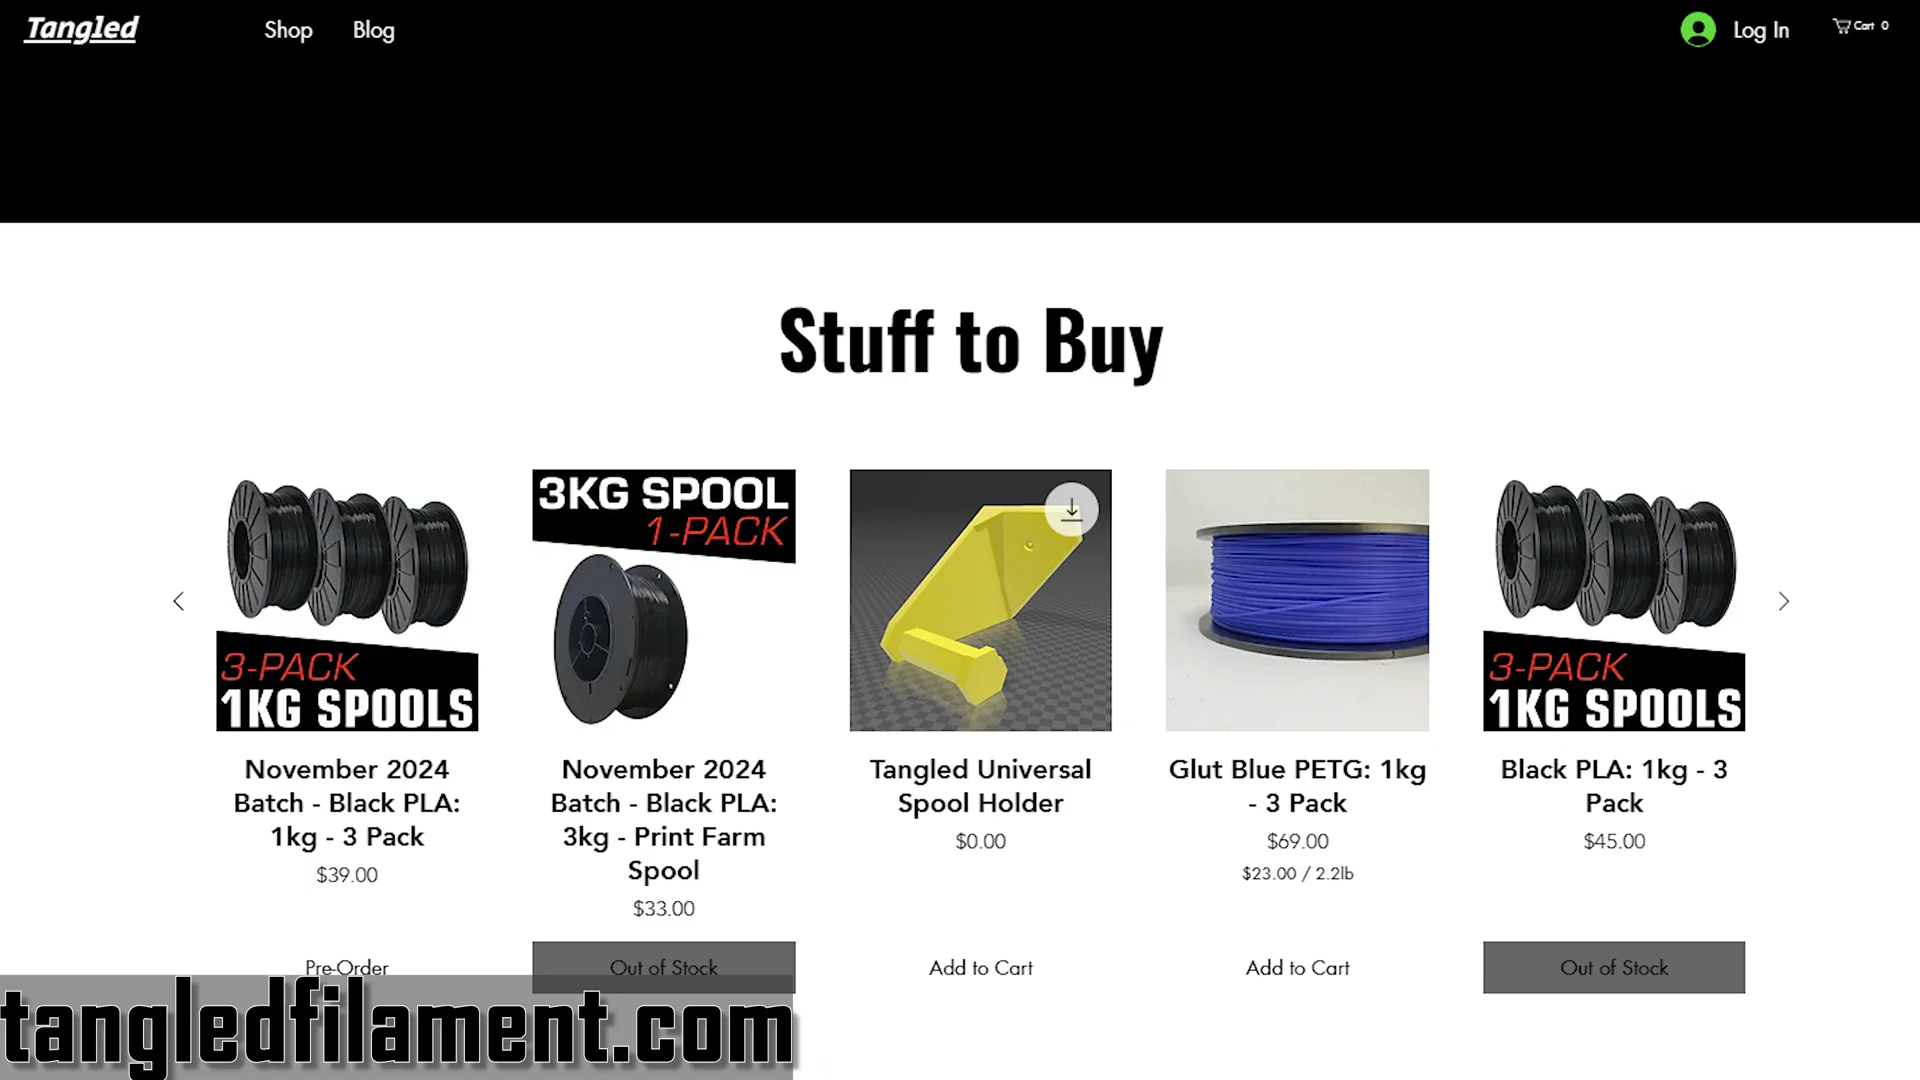 Tangled
Shop
Blog
Log In
Cart 0
Stuff to Buy
3-PACK
1KG SPOOLS
November 2024
Batch - Black PLA:
1kg - 3 Pack
$39.00
Pre-Order
3KG SPOOL
1-PACK
November 2024
Batch - Black PLA:
3kg - Print Farm
Spool
$33.00
Out of Stock
Tangled Universal
Spool Holder
$0.00
Add to Cart
Glut Blue PETG: 1kg
- 3 Pack
$69.00
$23.00 / 2.2lb
Add to Cart
3-PACK
1KG SPOOLS
Black PLA: 1kg - 3
Pack
$45.00
Out of Stock
tangledfilament.com